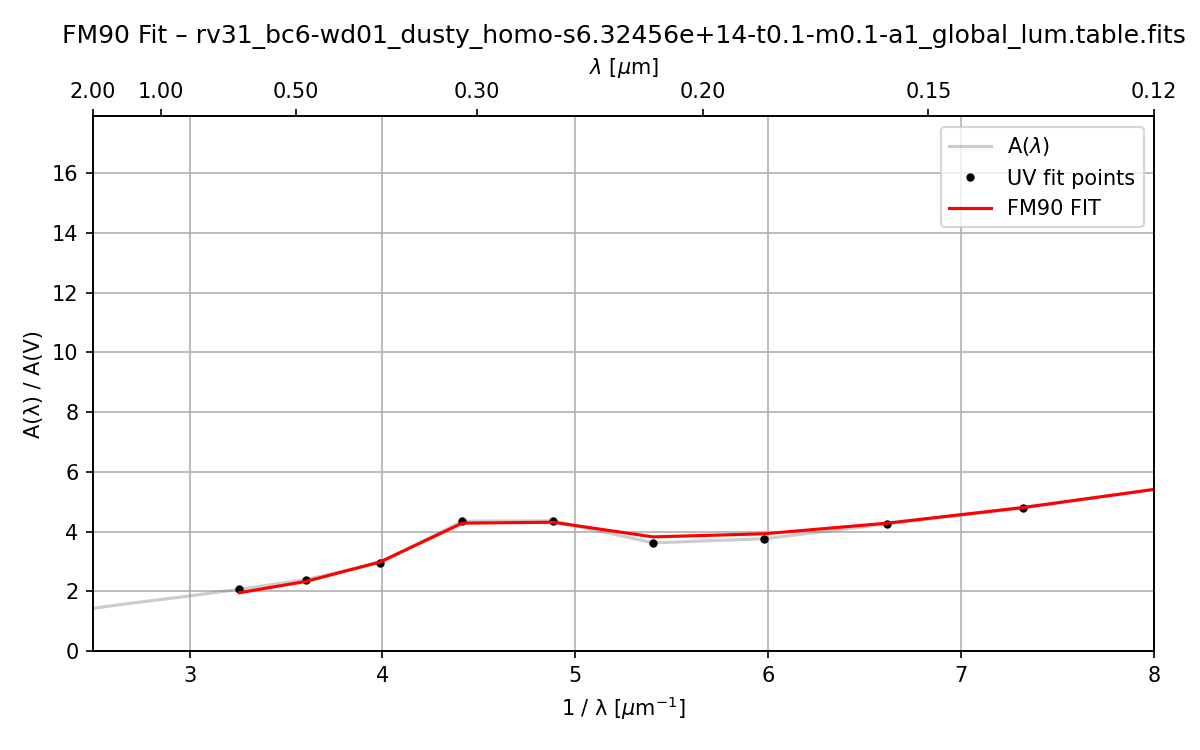 FM90 Fit – rv31_bc6-wd01_dusty_homo-s6.32456e+14-t0.1-m0.1-a1_global_lum.table.fits
λ [μm]
2.00 1.00 0.50 0.30 0.20 0.15 0.12
A(λ)
UV fit points
FM90 FIT
A(λ) / A(V)
16
14
12
10
8
6
4
2
0
3 4 5 6 7 8
1 / λ [μm⁻¹]